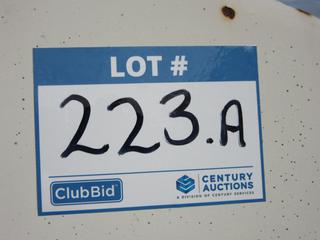 LOT #
223.A
ClubBid
CENTURY
AUCTIONS
A DIVISION OF CENTURY SERVICES